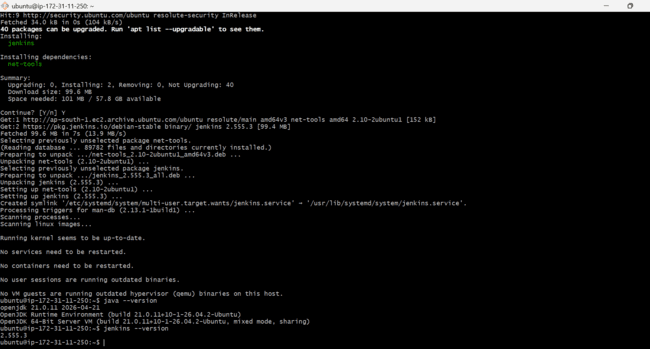 ubuntu@ip-172-31-11-250: ~
Hit:9 http://security.ubuntu.com/ubuntu resolute-security InRelease
Fetched 34.0 kB in 0s (104 kB/s)
40 packages can be upgraded. Run 'apt list --upgradable' to see them.
Installing:
jenkins
Installing dependencies:
net-tools
Summary:
Upgrading: 0, Installing: 2, Removing: 0, Not Upgrading: 40
Download size: 99.6 MB
Space needed: 101 MB / 57.8 GB available
Continue? [Y/n] Y
Get:1 http://ap-south-1.ec2.archive.ubuntu.com/ubuntu resolute/main amd64v3 net-tools amd64 2.10-2ubuntu1 [152 kB]
Get:2 https://pkg.jenkins.io/debian-stable binary/ jenkins 2.555.3 [99.4 MB]
Fetched 99.6 MB in 7s (13.9 MB/s)
Selecting previously unselected package net-tools.
(Reading database ... 89782 files and directories currently installed.)
Preparing to unpack .../net-tools_2.10-2ubuntu1_amd64v3.deb ...
Unpacking net-tools (2.10-2ubuntu1) ...
Selecting previously unselected package jenkins.
Preparing to unpack .../jenkins_2.555.3_all.deb ...
Unpacking jenkins (2.555.3) ...
Setting up net-tools (2.10-2ubuntu1) ...
Setting up jenkins (2.555.3) ...
Created symlink '/etc/systemd/system/multi-user.target.wants/jenkins.service' → '/usr/lib/systemd/system/jenkins.service'.
Processing triggers for man-db (2.13.1-1build1) ...
Scanning processes...
Scanning linux images...
Running kernel seems to be up-to-date.
No services need to be restarted.
No containers need to be restarted.
No user sessions are running outdated binaries.
No VM guests are running outdated hypervisor (qemu) binaries on this host.
ubuntu@ip-172-31-11-250:~$ java --version
openjdk 21.0.11 2026-04-21
OpenJDK Runtime Environment (build 21.0.11+10-1-26.04.2-Ubuntu)
OpenJDK 64-Bit Server VM (build 21.0.11+10-1-26.04.2-Ubuntu, mixed mode, sharing)
ubuntu@ip-172-31-11-250:~$ jenkins --version
2.555.3
ubuntu@ip-172-31-11-250:~$